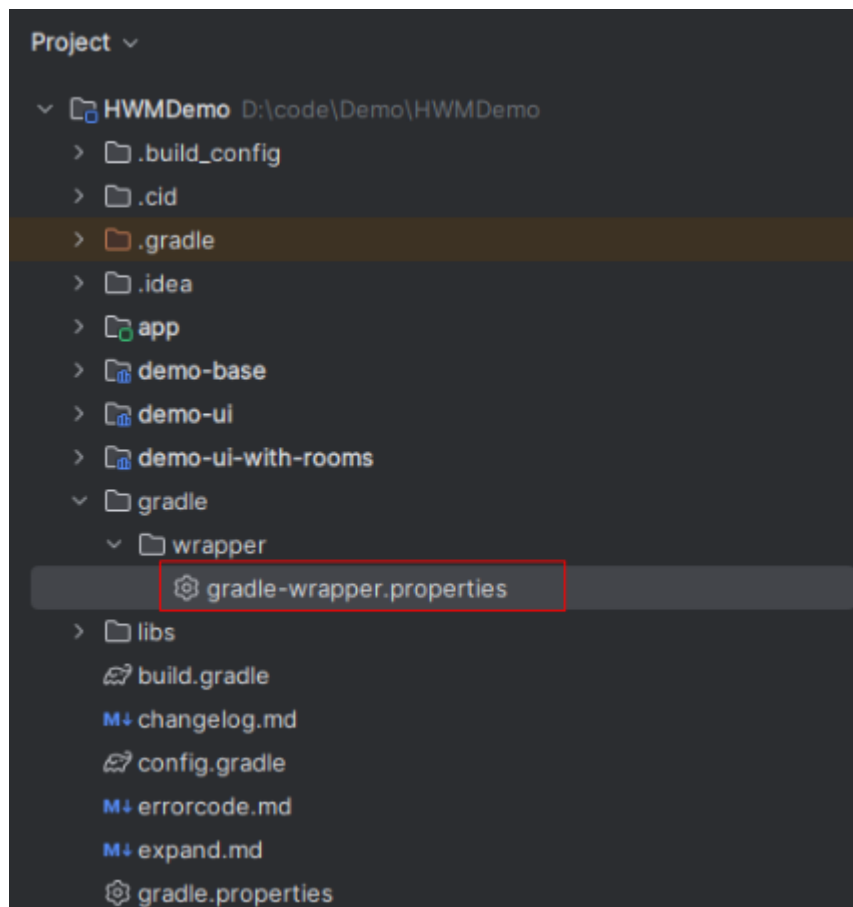 Project
HWMDemo D:\code\Demo\HWMDemo
.build_config
.cid
.gradle
.idea
app
demo-base
demo-ui
demo-ui-with-rooms
gradle
wrapper
gradle-wrapper.properties
libs
build.gradle
M↓ changelog.md
config.gradle
M↓ errorcode.md
M↓ expand.md
gradle.properties